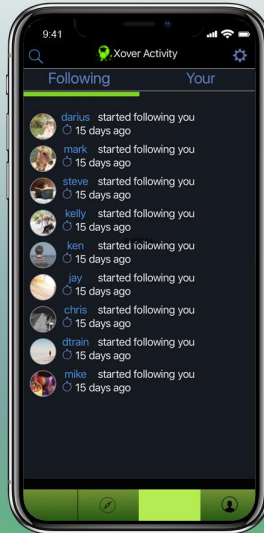 9:41
Xover Activity
Following Your
darius started following you
15 days ago
mark started following you
15 days ago
steve started following you
15 days ago
kelly started following you
15 days ago
ken started following you
15 days ago
jay started following you
15 days ago
chris started following you
15 days ago
dtrain started following you
15 days ago
mike started following you
15 days ago